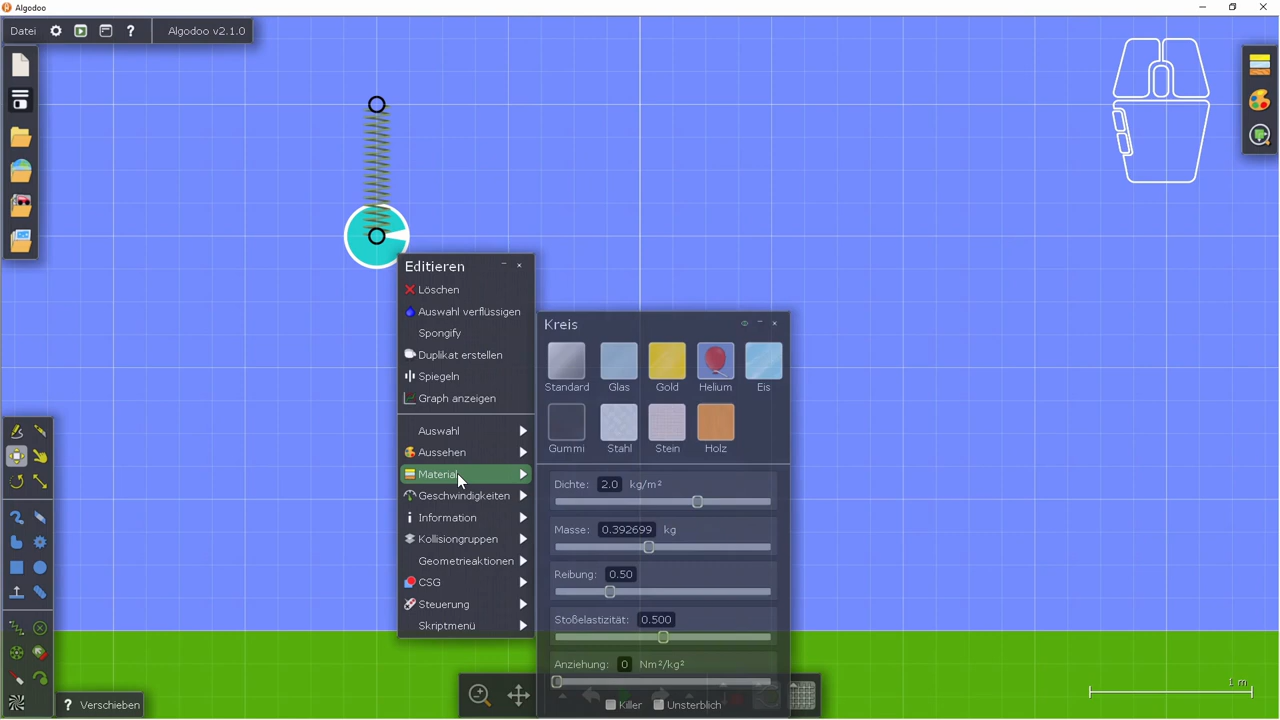 Algodoo
Datei
?
Algodoo v2.1.0
Editieren
Löschen
Auswahl verflüssigen
Spongify
Duplikat erstellen
Spiegeln
Graph anzeigen
Auswahl
Aussehen
Material
Geschwindigkeiten
Information
Kollisiongruppen
Geometrieaktionen
CSG
Steuerung
Skriptmenü
Kreis
Standard Glas Gold Helium Eis
Gummi Stahl Stein Holz
Dichte: 2.0 kg/m²
Masse: 0.392699 kg
Reibung: 0.50
Stoßelastizität: 0.500
Anziehung: 0 Nm²/kg²
Killer Unsterblich
? Verschieben
1 m